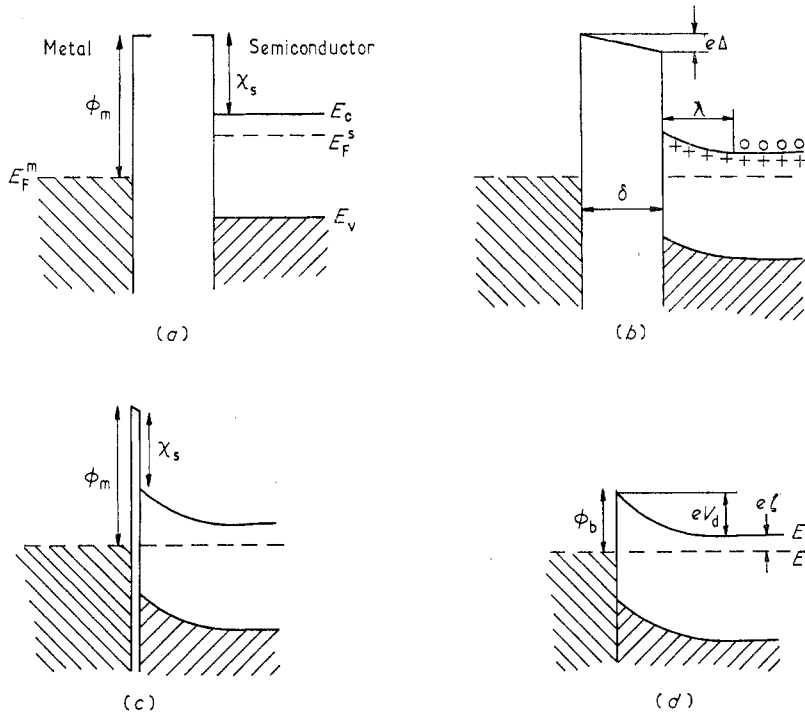 Metal Semiconductor
ϕm
χs
Ec
EFs
EFm
Ev
(a)
eΔ
λ
o o o o
+ + + + + + + + +
δ
(b)
ϕm
χs
(c)
ϕb
eVd
eζ
E
E
(d)